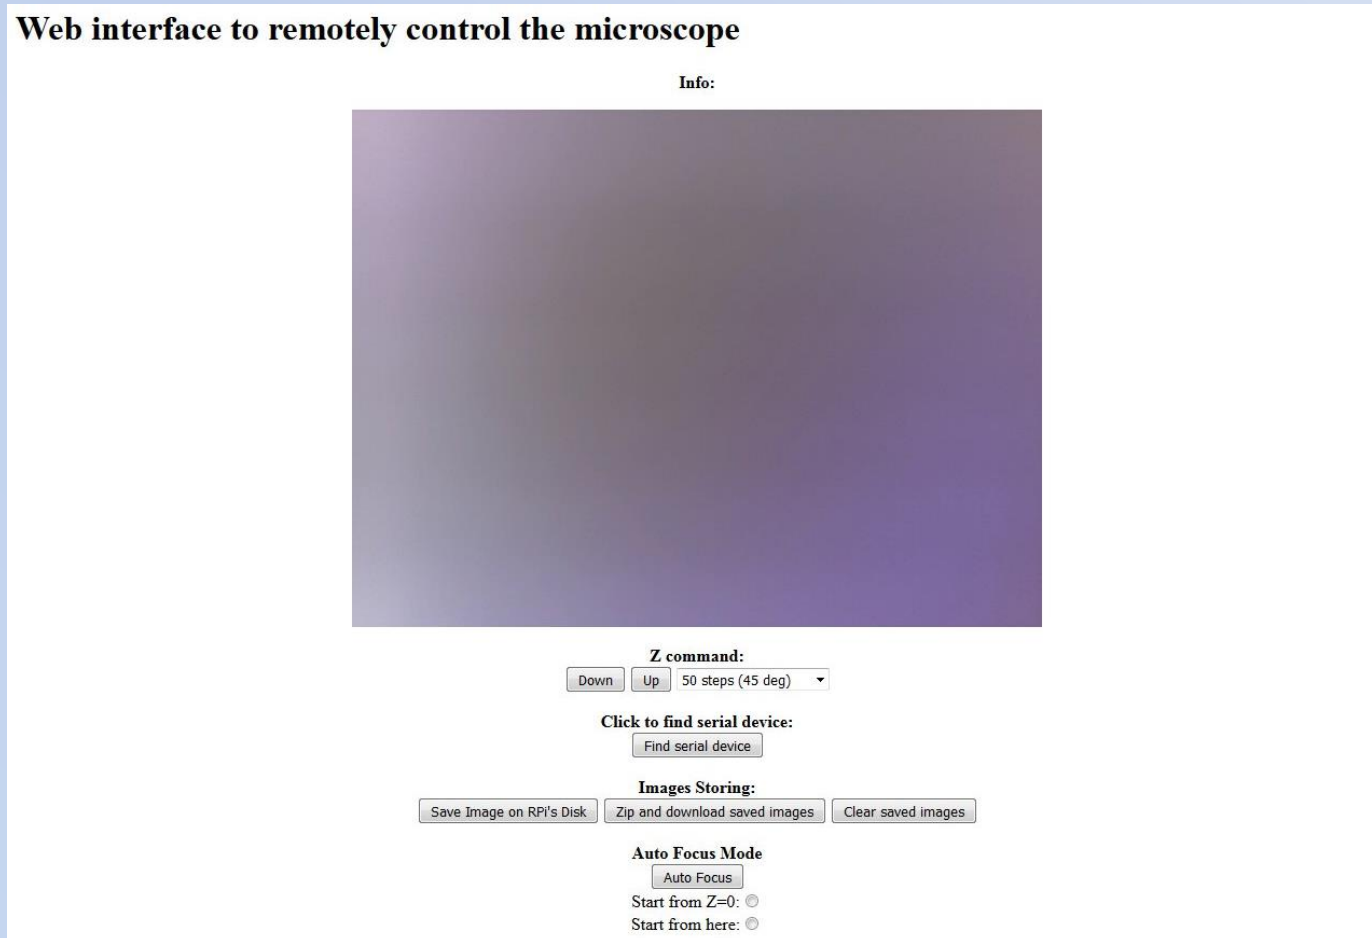 Web interface to remotely control the microscope
Info:
Z command:
Down Up 50 steps (45 deg)
Click to find serial device:
Find serial device
Images Storing:
Save Image on RPi's Disk Zip and download saved images Clear saved images
Auto Focus Mode
Auto Focus
Start from Z=0:
Start from here: